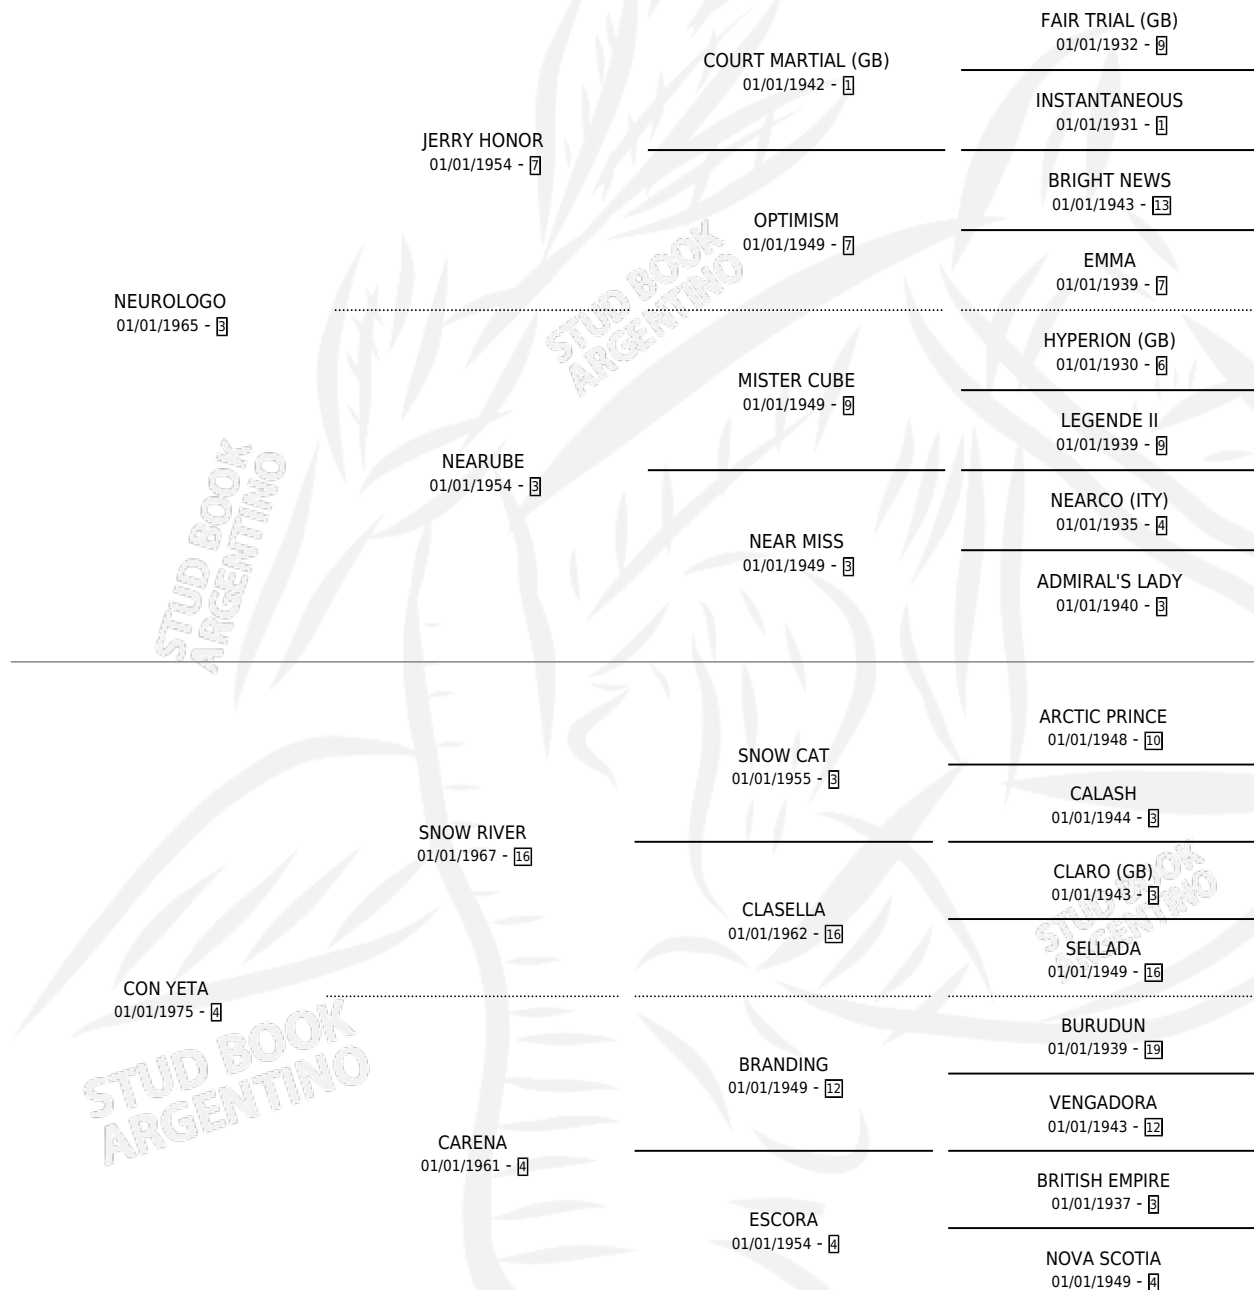 NEUROLOGO
01/01/1965 - 3
JERRY HONOR
01/01/1954 - 7
COURT MARTIAL (GB)
01/01/1942 - 1
FAIR TRIAL (GB)
01/01/1932 - 9
INSTANTANEOUS
01/01/1931 - 1
OPTIMISM
01/01/1949 - 7
BRIGHT NEWS
01/01/1943 - 13
EMMA
01/01/1939 - 7
NEARUBE
01/01/1954 - 3
MISTER CUBE
01/01/1949 - 9
HYPERION (GB)
01/01/1930 - 6
LEGENDE II
01/01/1939 - 9
NEAR MISS
01/01/1949 - 3
NEARCO (ITY)
01/01/1935 - 4
ADMIRAL'S LADY
01/01/1940 - 3
CON YETA
01/01/1975 - 4
SNOW RIVER
01/01/1967 - 16
SNOW CAT
01/01/1955 - 3
ARCTIC PRINCE
01/01/1948 - 10
CALASH
01/01/1944 - 3
CLASELLA
01/01/1962 - 16
CLARO (GB)
01/01/1943 - 3
SELLADA
01/01/1949 - 16
CARENA
01/01/1961 - 4
BRANDING
01/01/1949 - 12
BURUDUN
01/01/1939 - 19
VENGADORA
01/01/1943 - 12
ESCORA
01/01/1954 - 4
BRITISH EMPIRE
01/01/1937 - 3
NOVA SCOTIA
01/01/1949 - 4
STUD BOOK
ARGENTINO
STUD BOOK
ARGENTINO
STUD BOOK
ARGENTINO
STUD BOOK
ARGENTINO